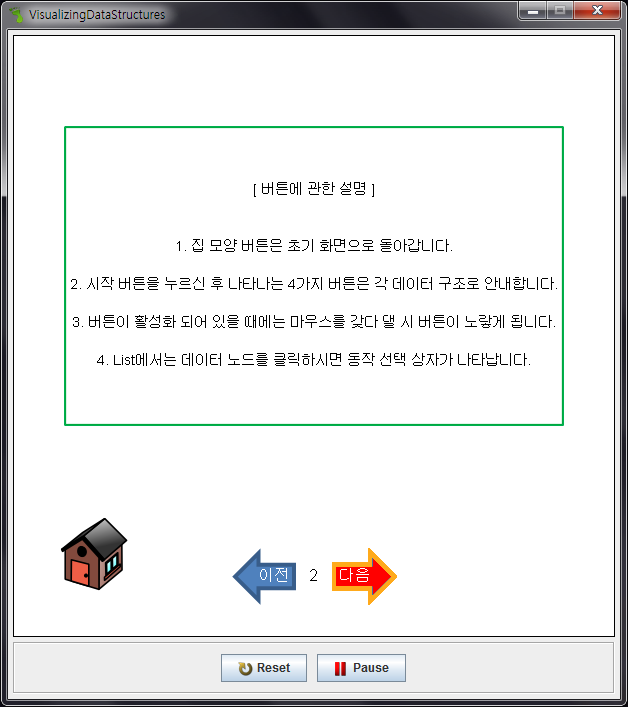 VisualizingDataStructures
[ 버튼에 관한 설명 ]
1. 집 모양 버튼은 초기 화면으로 돌아갑니다.
2. 시작 버튼을 누르신 후 나타나는 4가지 버튼은 각 데이터 구조로 안내합니다.
3. 버튼이 활성화 되어 있을 때에는 마우스를 갖다 댈 시 버튼이 노랗게 됩니다.
4. List에서는 데이터 노드를 클릭하시면 동작 선택 상자가 나타납니다.
이전 2 다음
Reset Pause